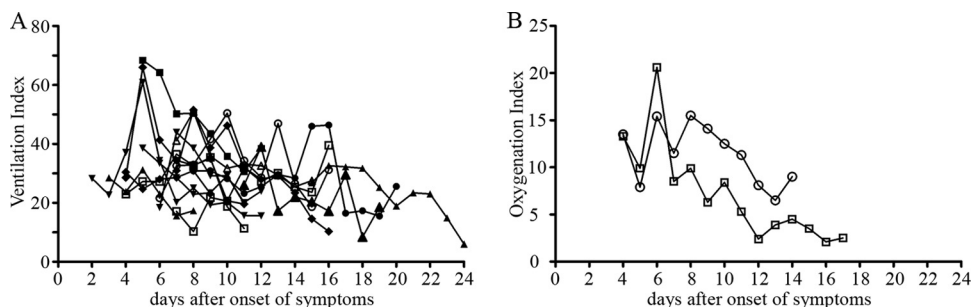 A
B
Ventilation Index
80
60
40
20
0
0 2 4 6 8 10 12 14 16 18 20 22 24
days after onset of symptoms
Oxygenation Index
25
20
15
10
5
0
0 2 4 6 8 10 12 14 16 18 20 22 24
days after onset of symptoms